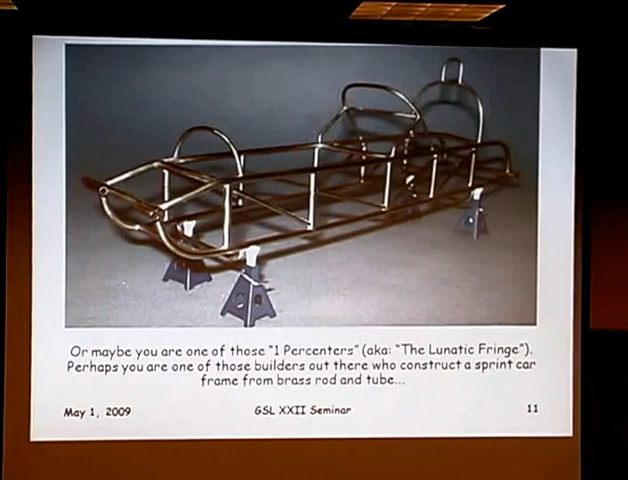 Or maybe you are one of those "1 Percenters" (aka: "The Lunatic Fringe").
Perhaps you are one of those builders out there who construct a sprint car
frame from brass rod and tube...
May 1, 2009 GSL XXII Seminar 11